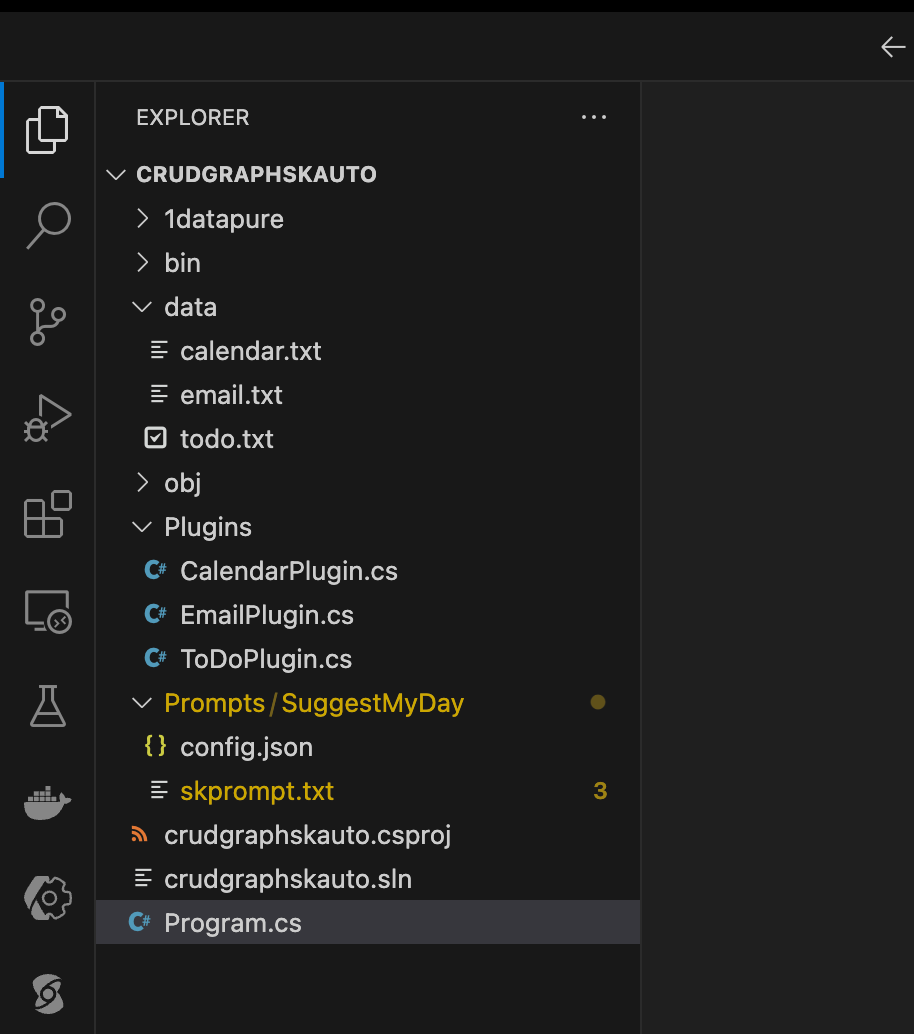 EXPLORER
CRUDGRAPHSKAUTO
1datapure
bin
data
calendar.txt
email.txt
todo.txt
obj
Plugins
C# CalendarPlugin.cs
C# EmailPlugin.cs
C# ToDoPlugin.cs
Prompts/SuggestMyDay
{} config.json
skprompt.txt 3
crudgraphskauto.csproj
crudgraphskauto.sln
C# Program.cs